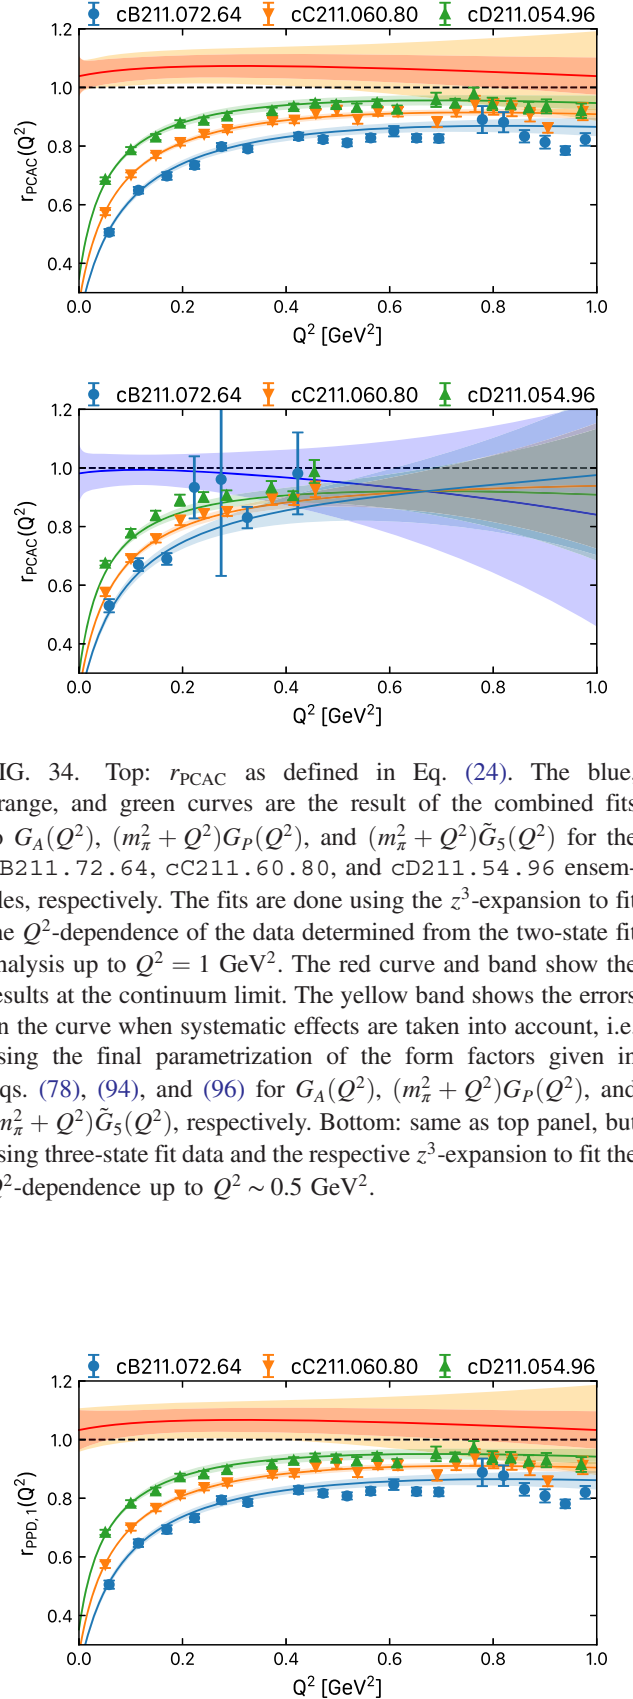 cB211.072.64 cC211.060.80 cD211.054.96
1.2
1.0
0.8
0.6
0.4
r_PCAC(Q²)
0.0 0.2 0.4 0.6 0.8 1.0
Q² [GeV²]
cB211.072.64 cC211.060.80 cD211.054.96
1.2
1.0
0.8
0.6
0.4
r_PCAC(Q²)
0.0 0.2 0.4 0.6 0.8 1.0
Q² [GeV²]
IG. 34. Top: r_PCAC as defined in Eq. (24). The blue,
range, and green curves are the result of the combined fits
o G_A(Q²), (m_π² + Q²)G_P(Q²), and (m_π² + Q²)G̃₅(Q²) for the
B211.72.64, cC211.60.80, and cD211.54.96 ensem-
les, respectively. The fits are done using the z³-expansion to fit
he Q²-dependence of the data determined from the two-state fit
nalysis up to Q² = 1 GeV². The red curve and band show the
esults at the continuum limit. The yellow band shows the errors
n the curve when systematic effects are taken into account, i.e.
sing the final parametrization of the form factors given in
qs. (78), (94), and (96) for G_A(Q²), (m_π² + Q²)G_P(Q²), and
m_π² + Q²)G̃₅(Q²), respectively. Bottom: same as top panel, but
sing three-state fit data and the respective z³-expansion to fit the
Q²-dependence up to Q² ∼ 0.5 GeV².
cB211.072.64 cC211.060.80 cD211.054.96
1.2
1.0
0.8
0.6
0.4
r_PPD,1(Q²)
0.0 0.2 0.4 0.6 0.8 1.0
Q² [GeV²]